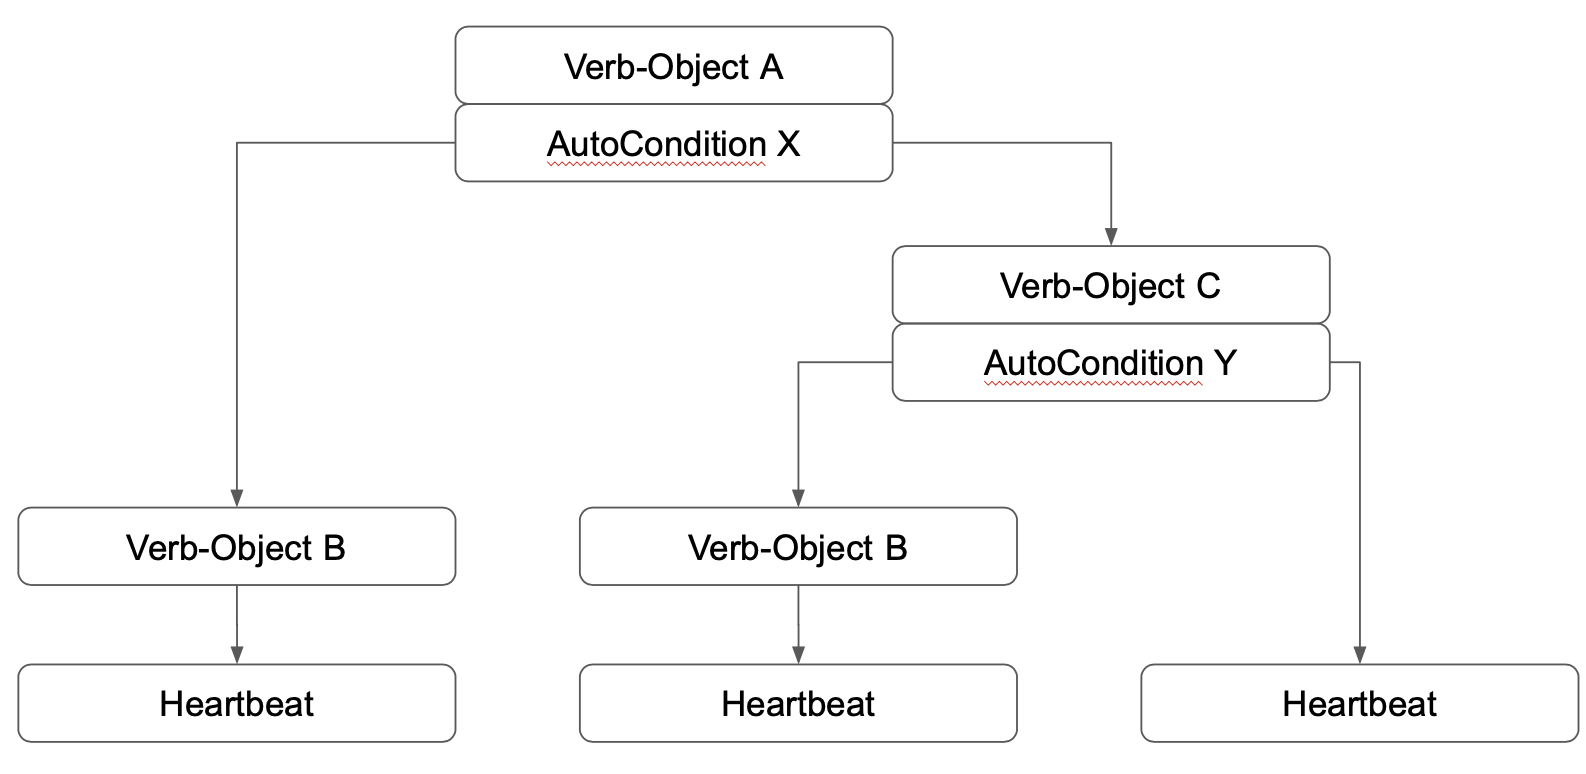 Verb-Object A
AutoCondition X
Verb-Object C
AutoCondition Y
Verb-Object B
Verb-Object B
Heartbeat
Heartbeat
Heartbeat